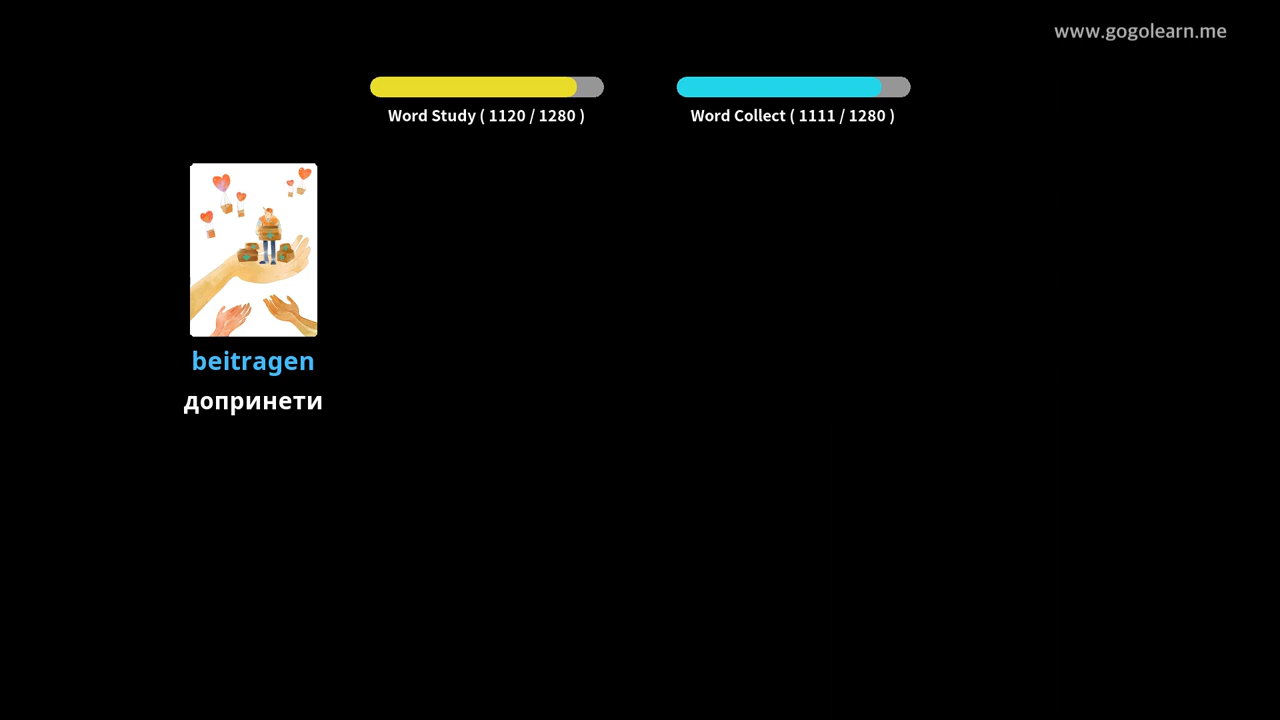 www.gogolearn.me
Word Study ( 1120 / 1280 )
Word Collect ( 1111 / 1280 )
beitragen
допринети